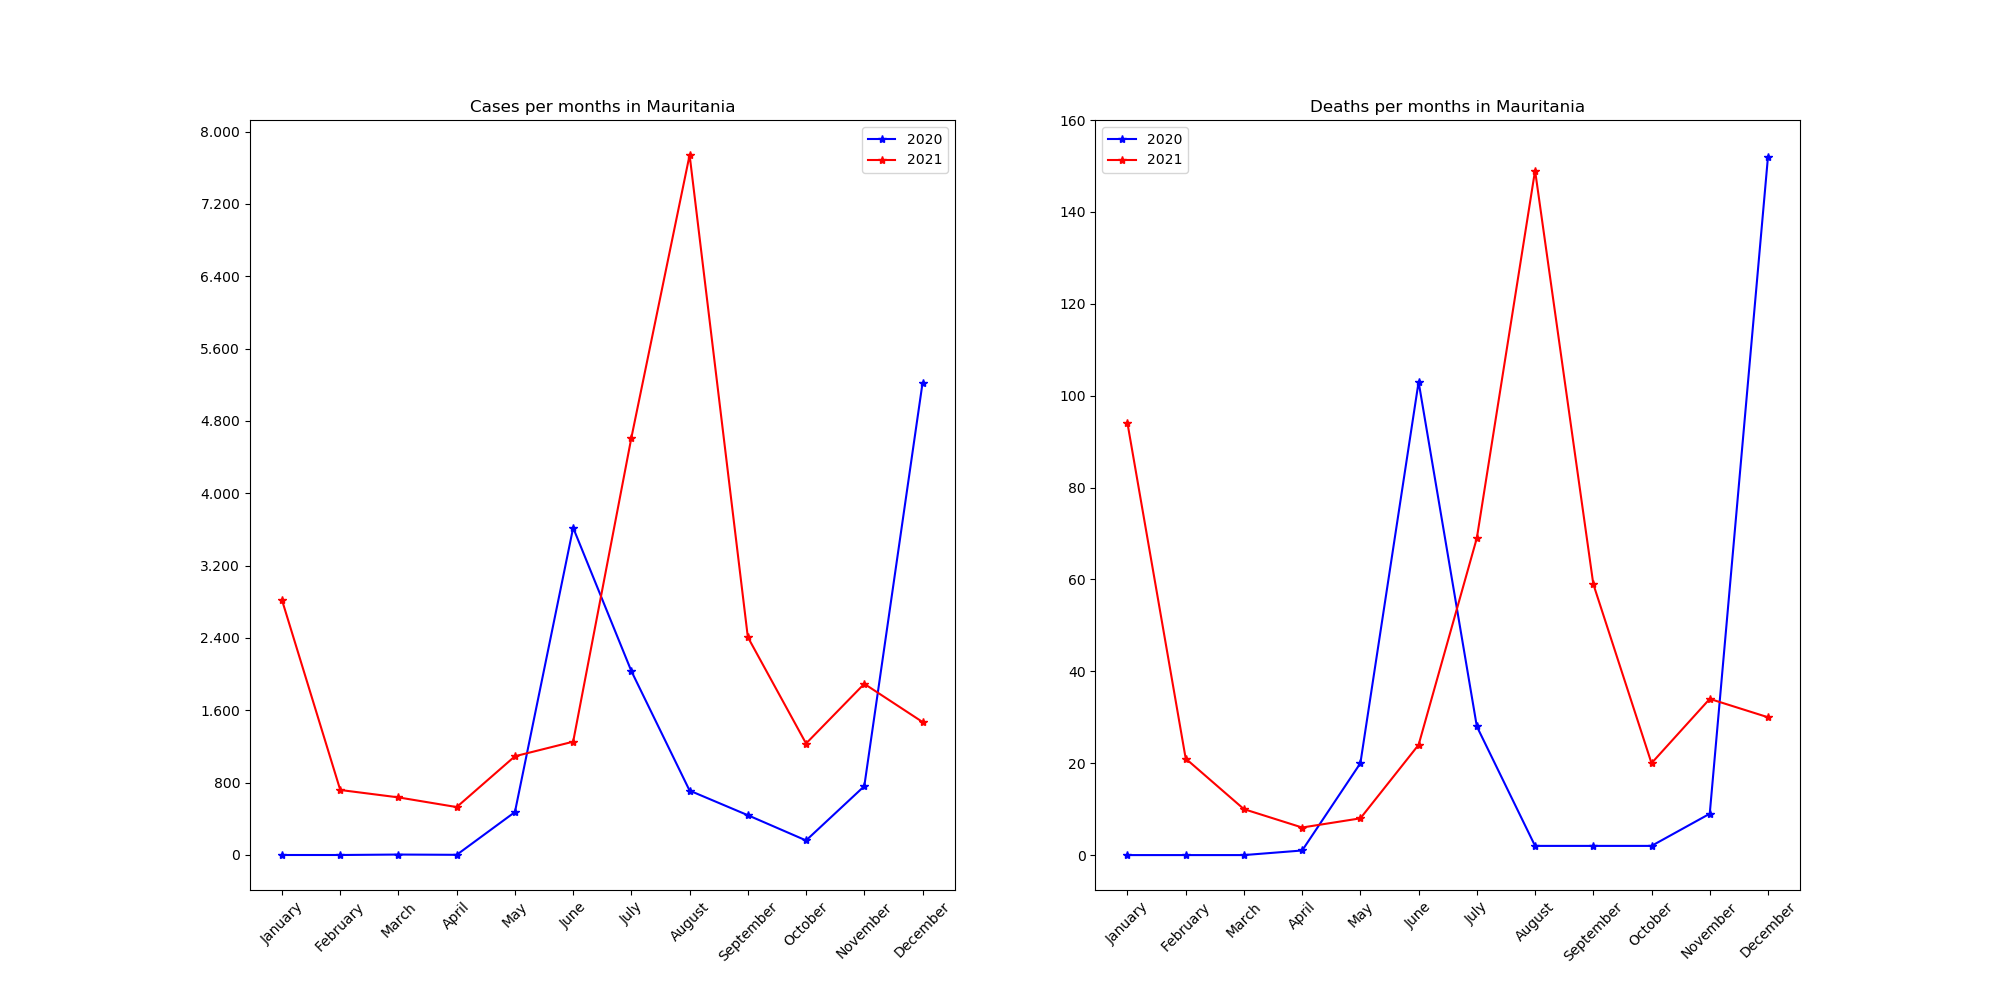 Cases per months in Mauritania
8.000
7.200
6.400
5.600
4.800
4.000
3.200
2.400
1.600
800
0
2020
2021
January
February
March
April
May
June
July
August
September
October
November
December
Deaths per months in Mauritania
160
140
120
100
80
60
40
20
0
2020
2021
January
February
March
April
May
June
July
August
September
October
November
December